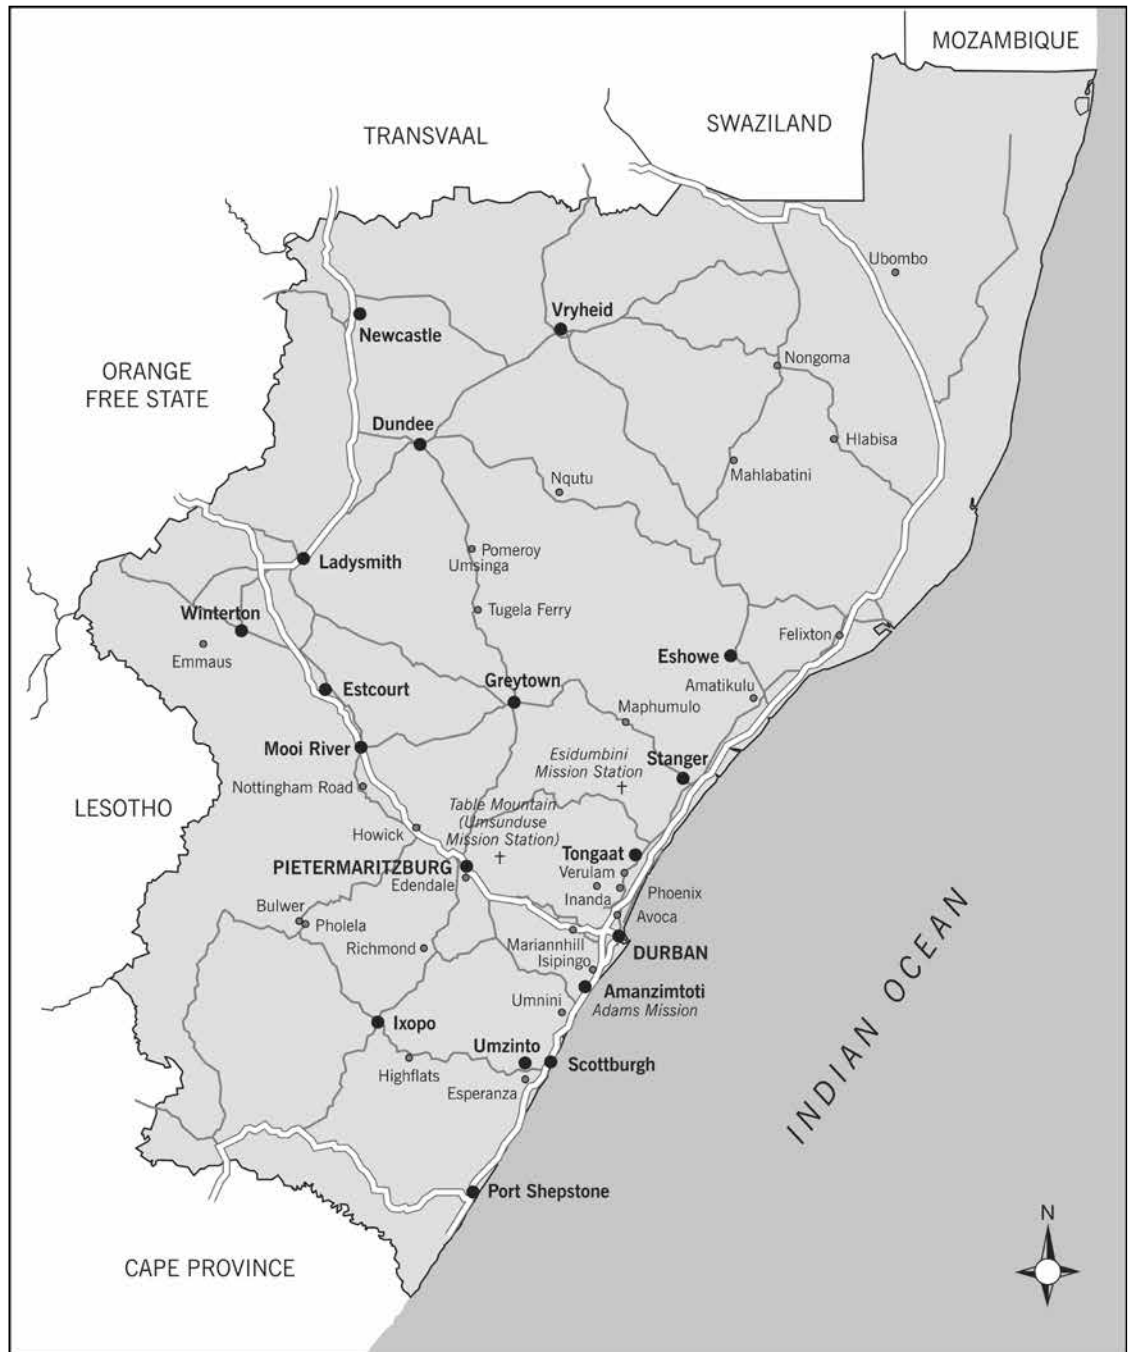 MOZAMBIQUE
SWAZILAND
TRANSVAAL
Ubombo
Vryheid
Newcastle
Nongoma
ORANGE
FREE STATE
Dundee
Hlabisa
Mahlabatini
Nqutu
Pomeroy
Umsinga
Ladysmith
Tugela Ferry
Winterton
Felixton
Emmaus
Eshowe
Greytown
Amatikulu
Estcourt
Maphumulo
Mooi River
Esidumbini
Mission Station
Stanger
Nottingham Road
LESOTHO
Table Mountain
(Umsunduse
Mission Station)
Howick
Tongaat
PIETERMARITZBURG
Verulam
Edendale
Inanda
Phoenix
Bulwer
Avoca
Pholela
Richmond
Mariannhill
DURBAN
Isipingo
Amanzimtoti
Adams Mission
Umnini
INDIAN OCEAN
Ixopo
Umzinto
Scottburgh
Highflats
Esperanza
Port Shepstone
N
CAPE PROVINCE